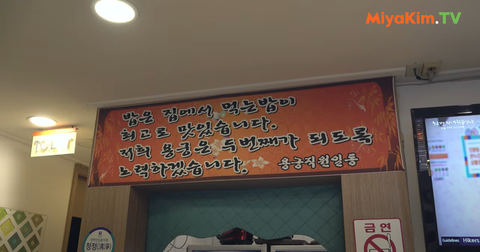 MiyaKim.TV
밥은 집에서 먹는밥이
최고로 맛있습니다.
저희 용궁은 두번째가 되도록
노력하겠습니다. 용궁직원일동
금연
Guidelines